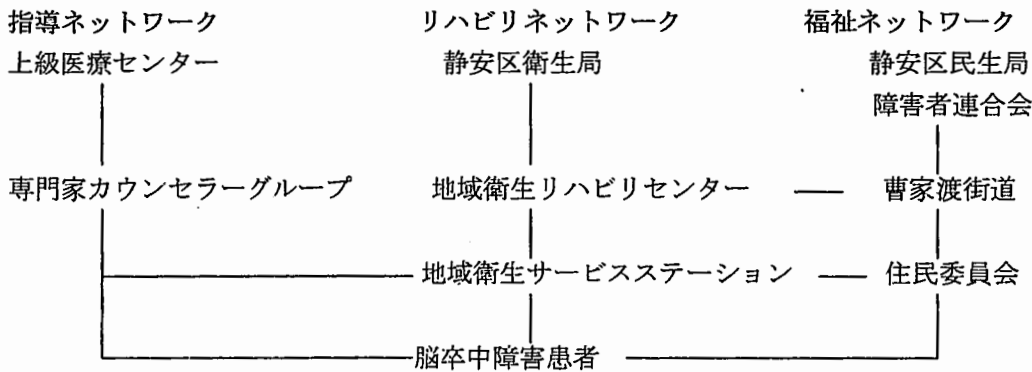 指導ネットワーク リハビリネットワーク 福祉ネットワーク
上級医療センター 静安区衛生局 静安区民生局
障害者連合会
専門家カウンセラーグループ 地域衛生リハビリセンター 曹家渡街道
地域衛生サービスステーション 住民委員会
脳卒中障害患者